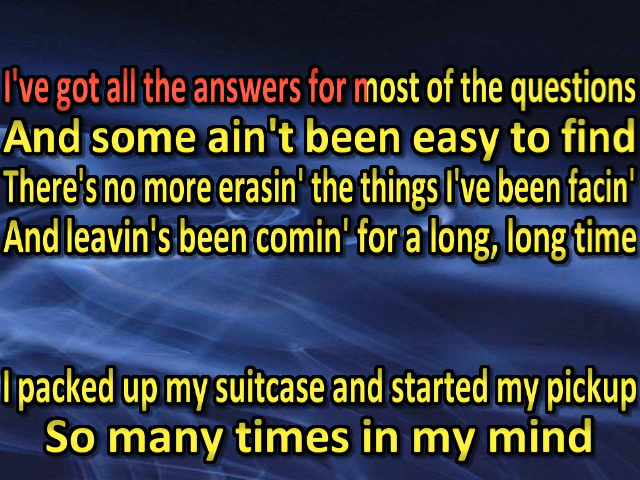 I've got all the answers for most of the questions
And some ain't been easy to find
There's no more erasin' the things I've been facin'
And leavin's been comin' for a long, long time
I packed up my suitcase and started my pickup
So many times in my mind